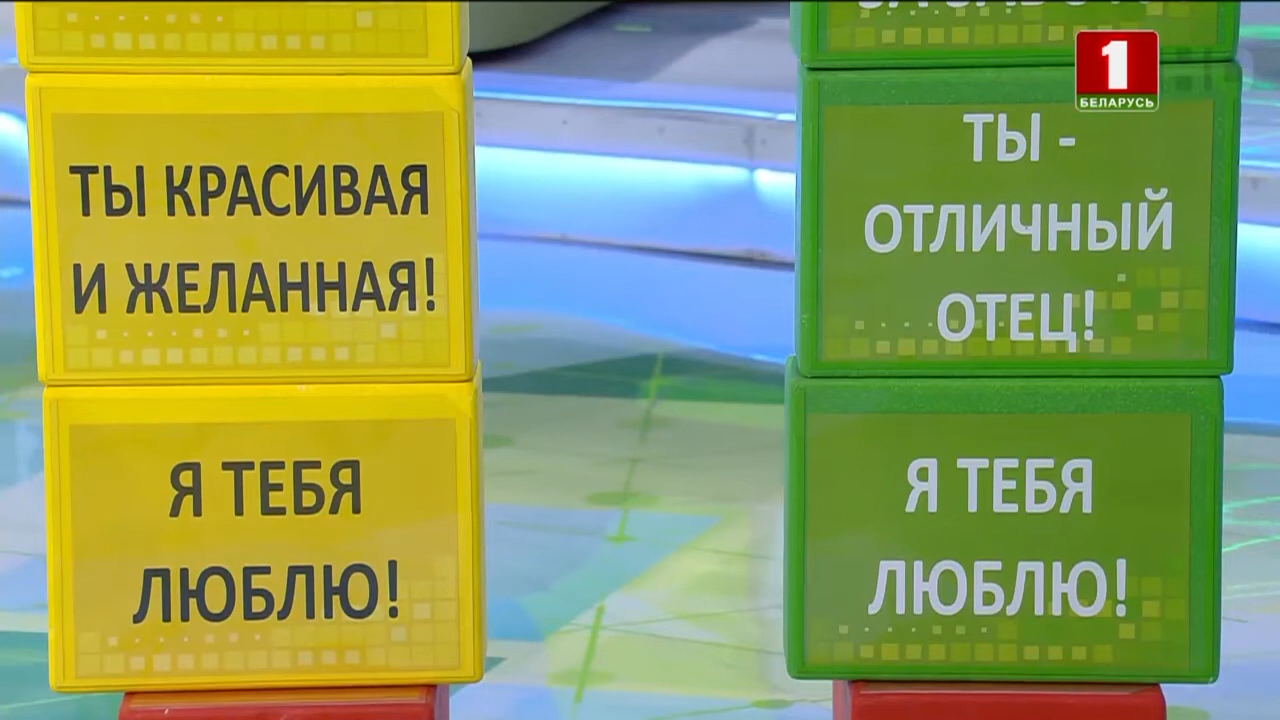 1
БЕЛАРУСЬ
ТЫ КРАСИВАЯ
И ЖЕЛАННАЯ!
Я ТЕБЯ
ЛЮБЛЮ!
ТЫ -
ОТЛИЧНЫЙ
ОТЕЦ!
Я ТЕБЯ
ЛЮБЛЮ!